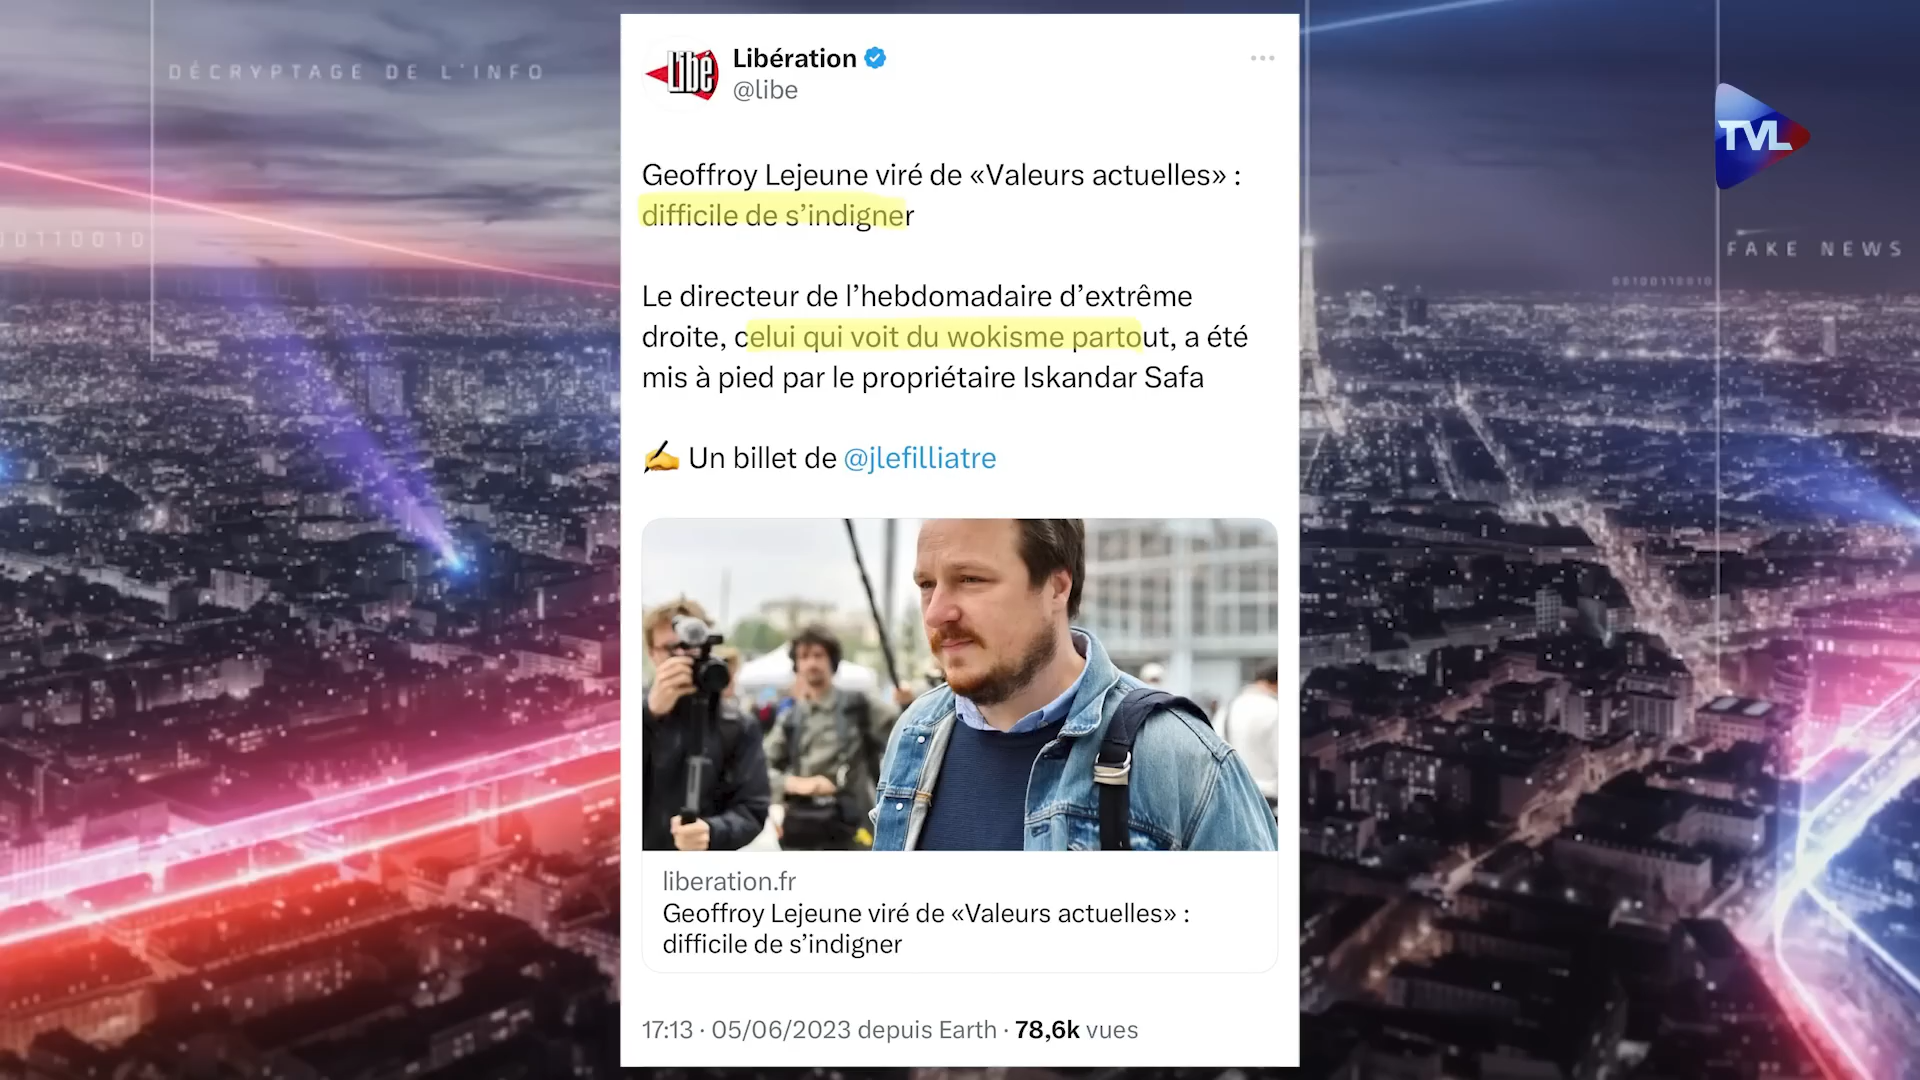 DÉCRYPTAGE DE L'INFO
00110010
TVL
FAKE NEWS
00100110010
Libé
Libération
@libe
Geoffroy Lejeune viré de «Valeurs actuelles» :
difficile de s’indigner
Le directeur de l’hebdomadaire d’extrême
droite, celui qui voit du wokisme partout, a été
mis à pied par le propriétaire Iskandar Safa
✍️ Un billet de @jlefilliatre
liberation.fr
Geoffroy Lejeune viré de «Valeurs actuelles» :
difficile de s’indigner
17:13 · 05/06/2023 depuis Earth · 78,6k vues